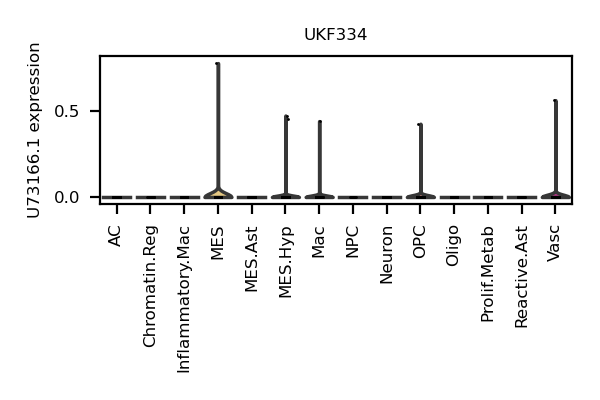 UKF334
U73166.1 expression
0.5
0.0
AC
Chromatin.Reg
Inflammatory.Mac
MES
MES.Ast
MES.Hyp
Mac
NPC
Neuron
OPC
Oligo
Prolif.Metab
Reactive.Ast
Vasc